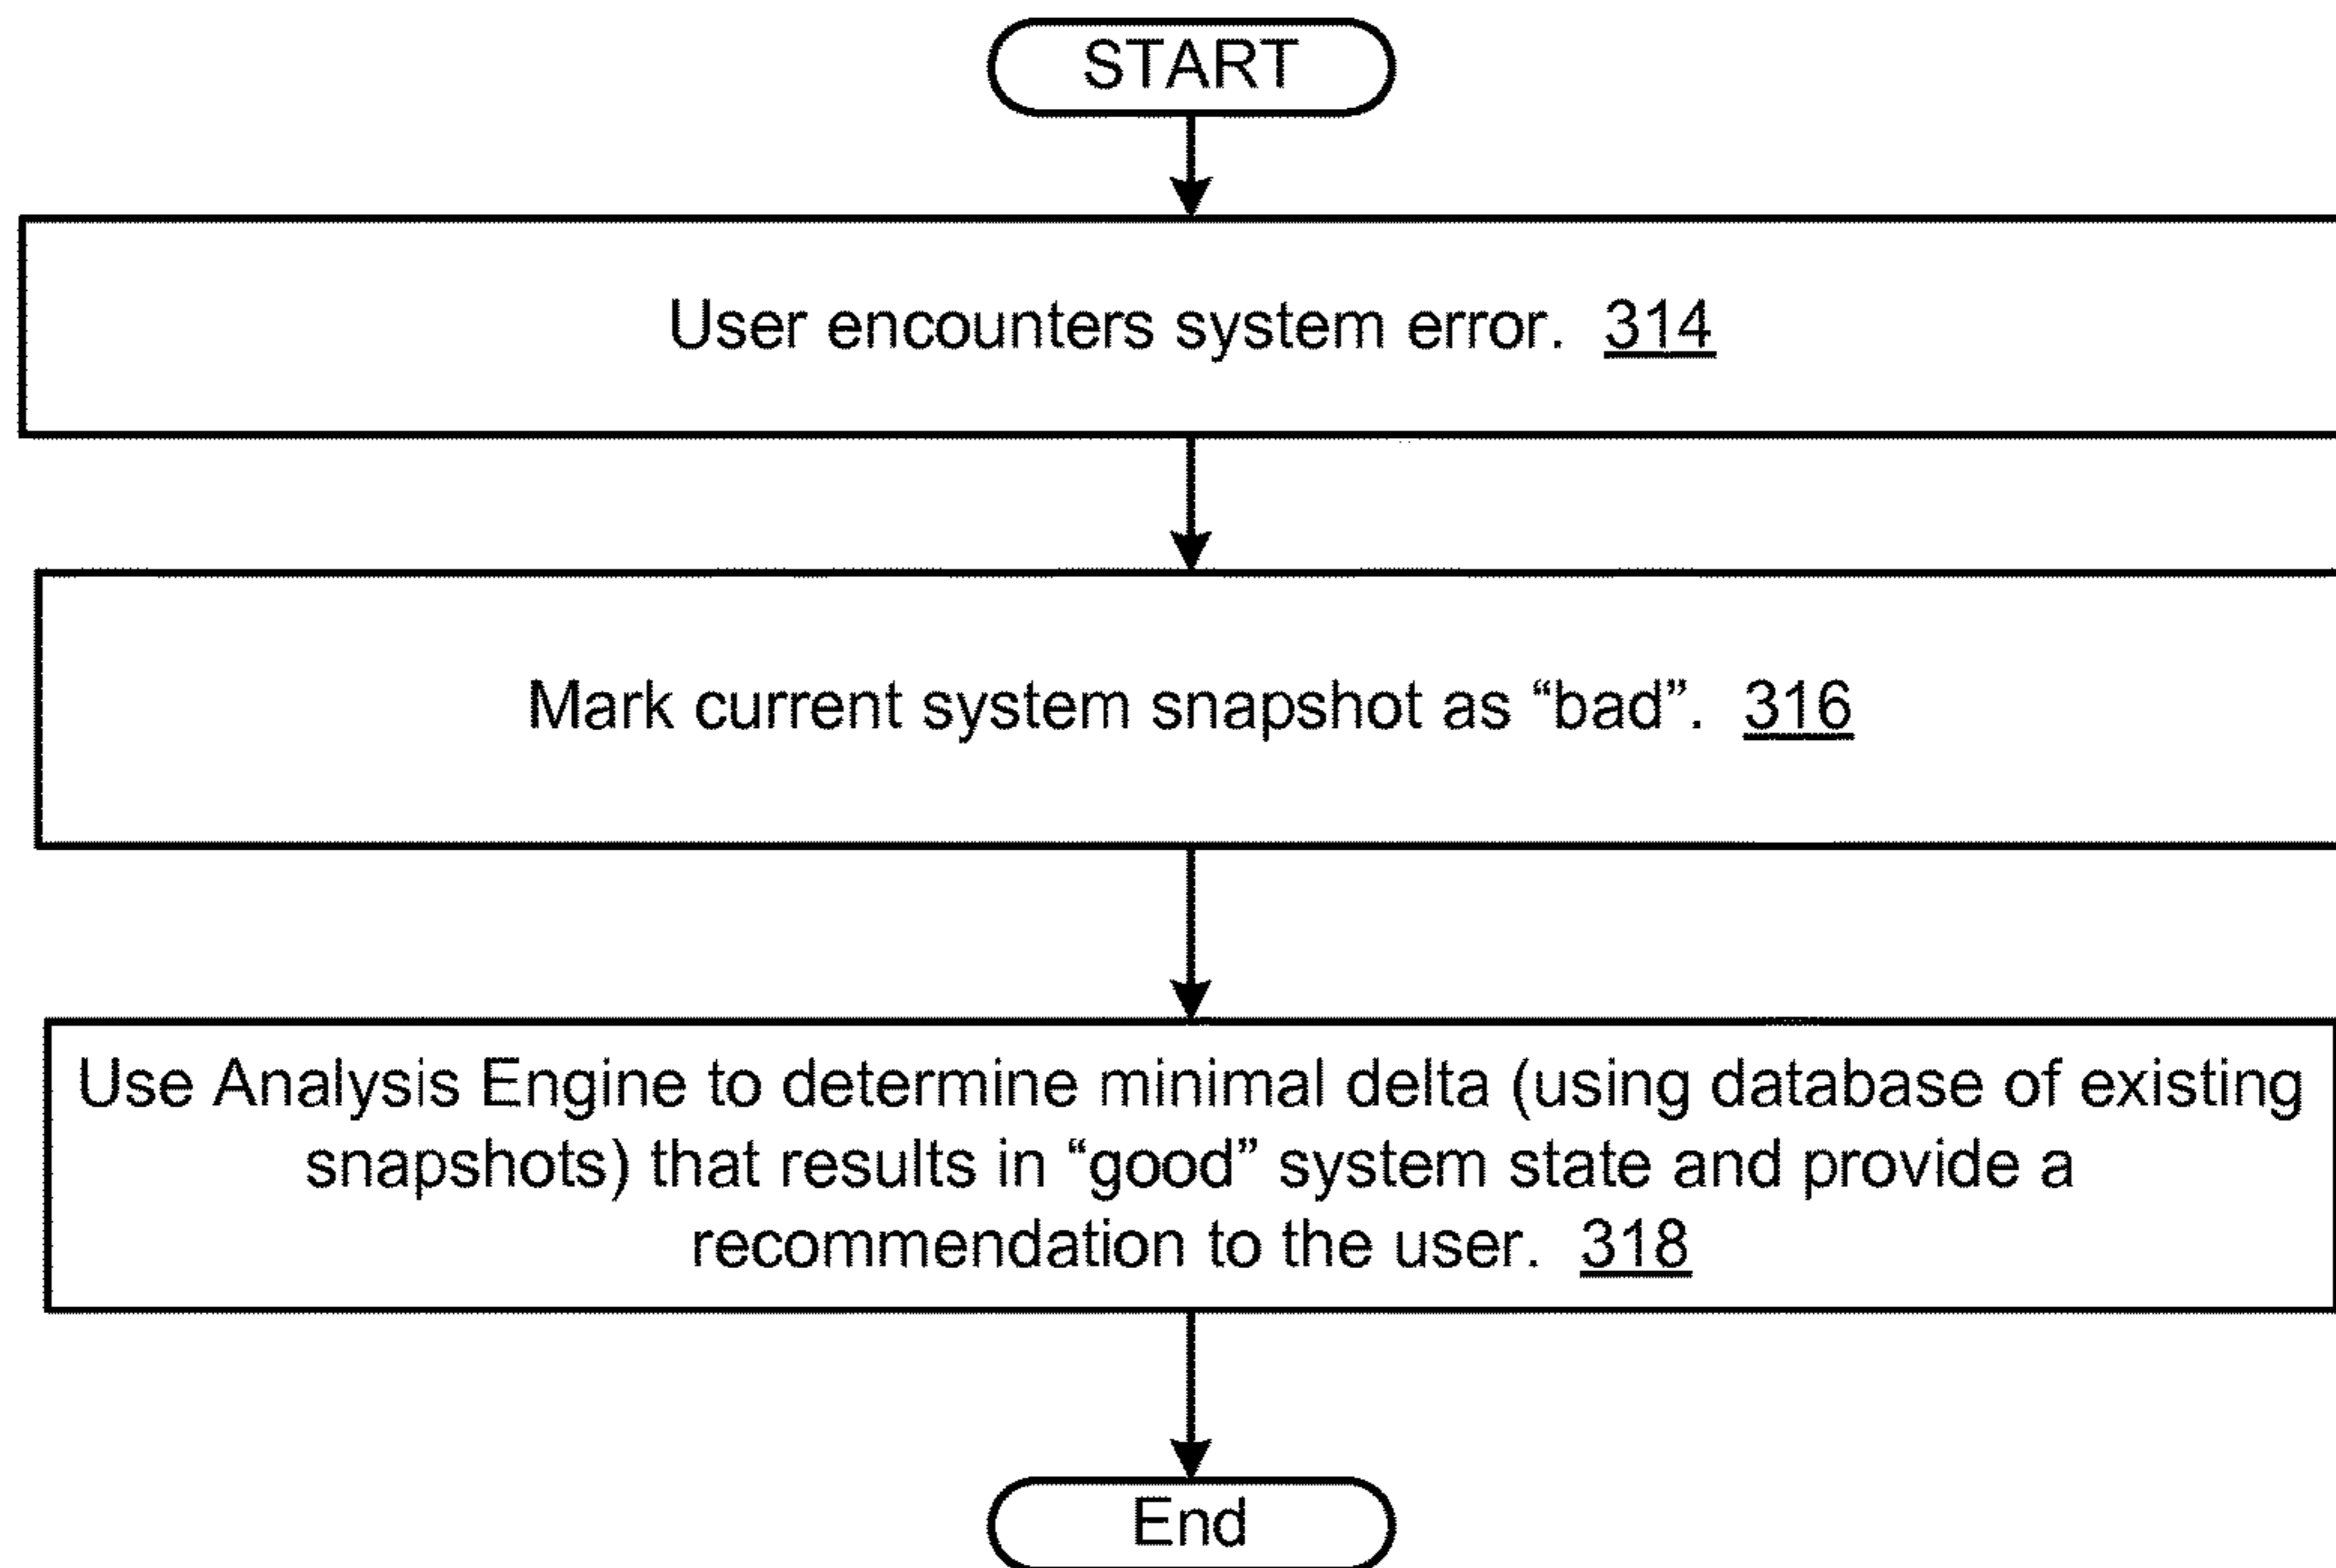 START
User encounters system error. 314
Mark current system snapshot as “bad”. 316
Use Analysis Engine to determine minimal delta (using database of existing
snapshots) that results in “good” system state and provide a
recommendation to the user. 318
End